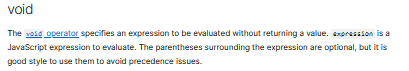 void
The void operator specifies an expression to be evaluated without returning a value. expression is a
JavaScript expression to evaluate. The parentheses surrounding the expression are optional, but it is
good style to use them to avoid precedence issues.